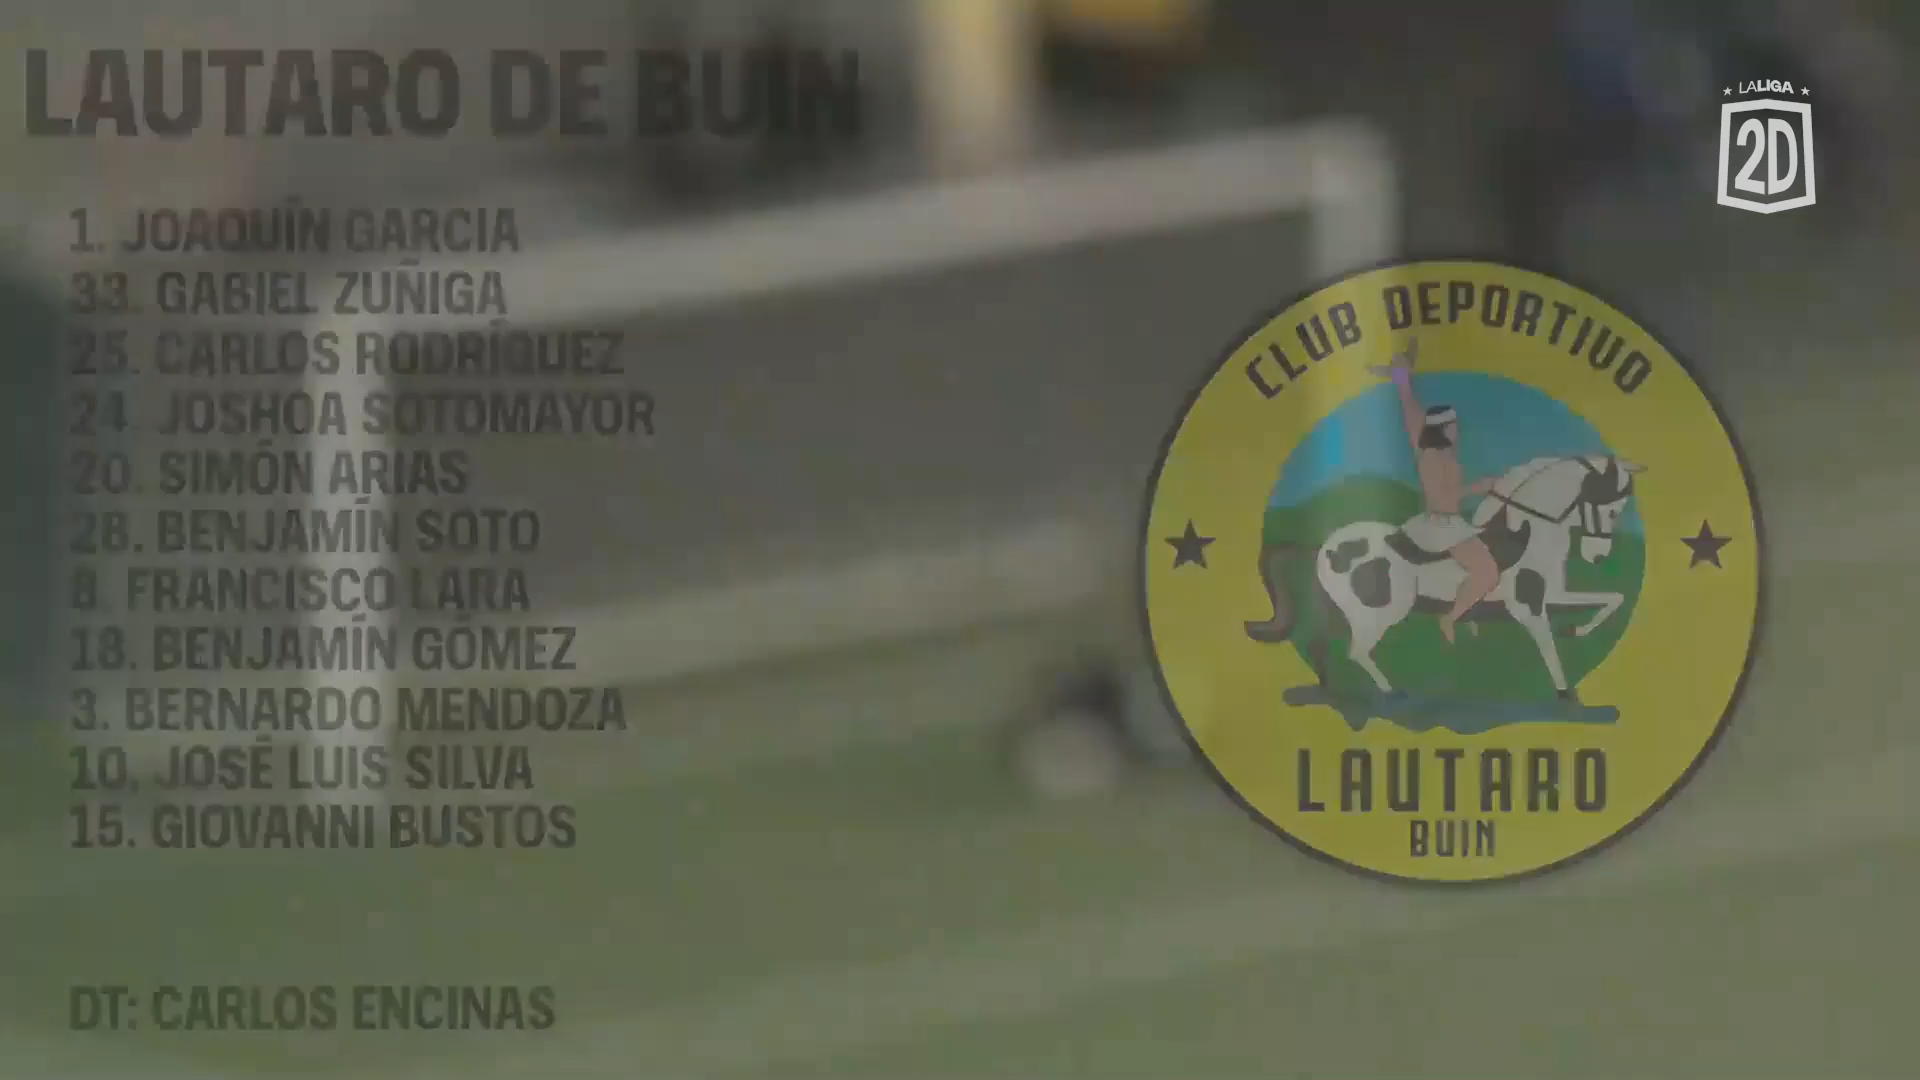 LAUTARO DE BUIN
1. JOAQUÍN GARCIA
33. GABIEL ZUÑIGA
25. CARLOS RODRÍQUEZ
24. JOSHOA SOTOMAYOR
20. SIMÓN ARIAS
28. BENJAMÍN SOTO
8. FRANCISCO LARA
18. BENJAMÍN GÓMEZ
3. BERNARDO MENDOZA
10, JOSÉ LUIS SILVA
15. GIOVANNI BUSTOS
DT: CARLOS ENCINAS
LALIGA
2D
CLUB DEPORTIVO
LAUTARO
BUIN